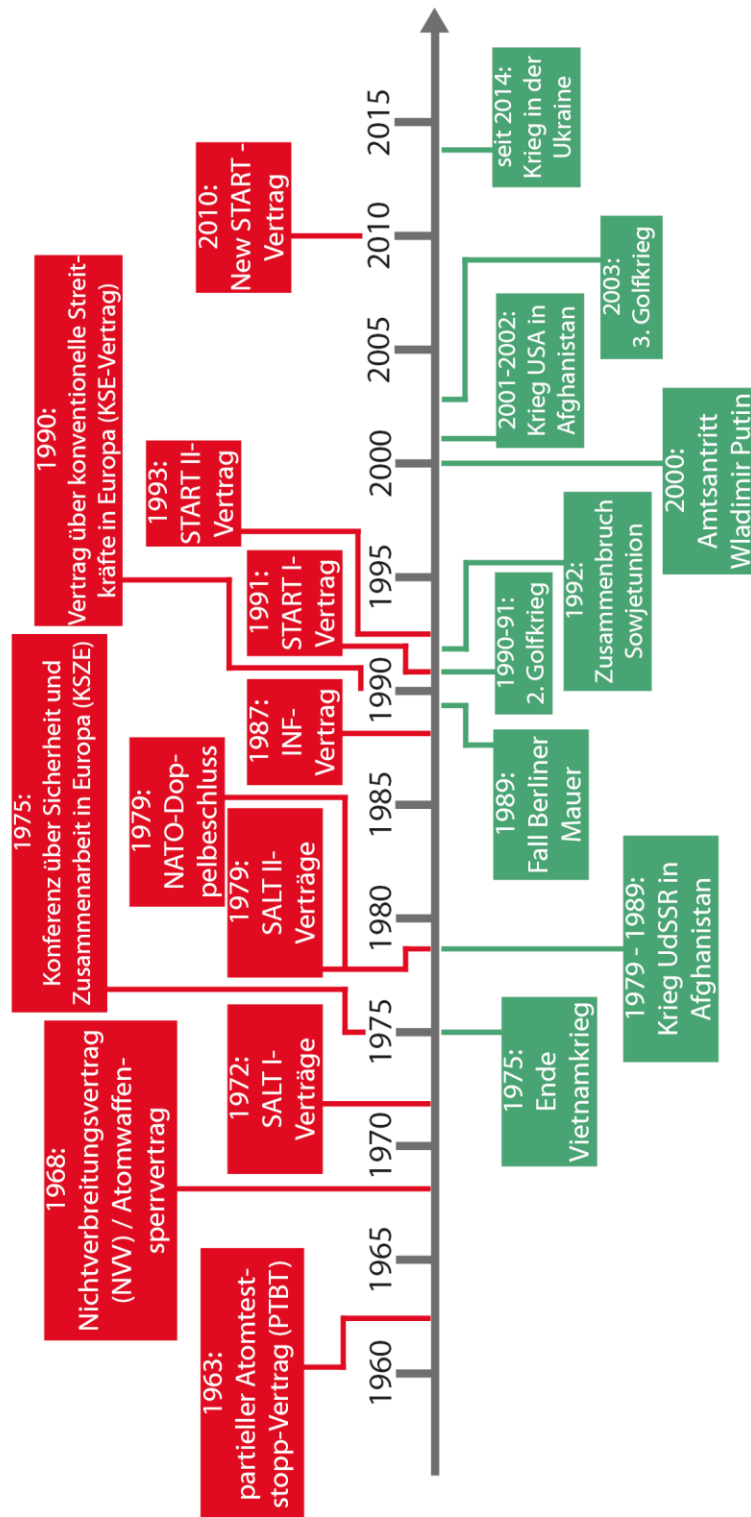 1963:
partieller Atomtest-
stopp-Vertrag (PTBT)
1968:
Nichtverbreitungsvertrag
(NVV) / Atomwaffen-
sperrvertrag
1972:
SALT I-
Verträge
1975:
Konferenz über Sicherheit und
Zusammenarbeit in Europa (KSZE)
1979:
NATO-Dop-
pelbeschluss
1979:
SALT II-
Verträge
1987:
INF-
Vertrag
1990:
Vertrag über konventionelle Streit-
kräfte in Europa (KSE-Vertrag)
1991:
START I-
Vertrag
1993:
START II-
Vertrag
2010:
New START -
Vertrag
1960
1965
1970
1975
1980
1985
1990
1995
2000
2005
2010
2015
1975:
Ende
Vietnamkrieg
1979 - 1989:
Krieg UdSSR in
Afghanistan
1989:
Fall Berliner
Mauer
1990-91:
2. Golfkrieg
1992:
Zusammenbruch
Sowjetunion
2000:
Amtsantritt
Wladimir Putin
2001-2002:
Krieg USA in
Afghanistan
2003:
3. Golfkrieg
seit 2014:
Krieg in der
Ukraine